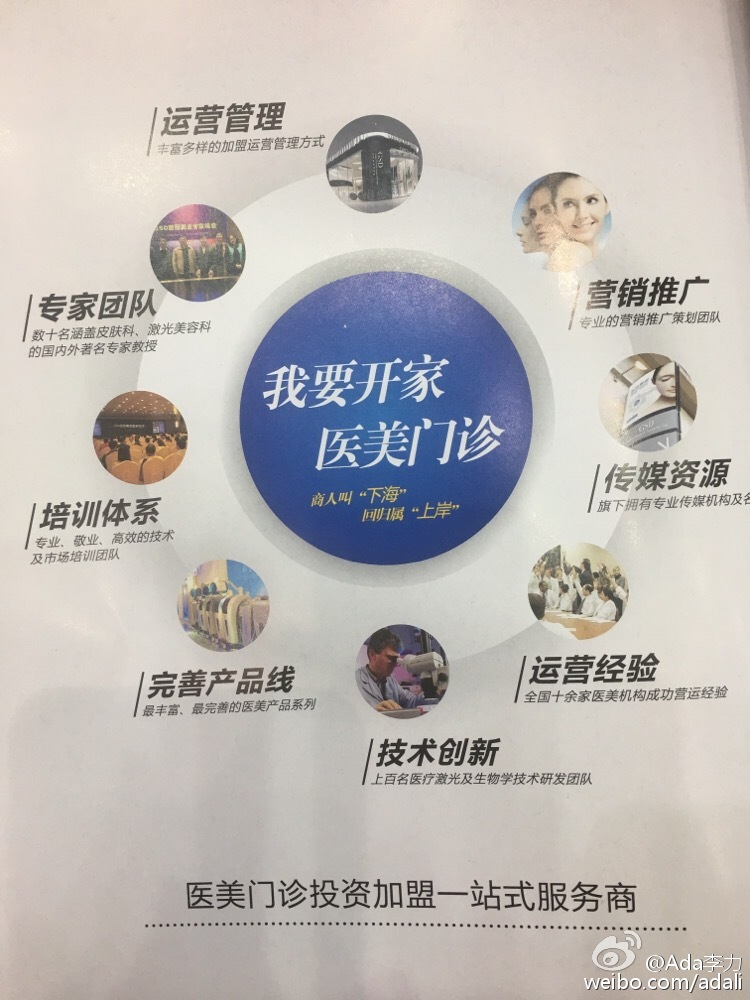 运营管理
丰富多样的加盟运营管理方式
GSD
专家团队
数十名涵盖皮肤科、激光美容科
的国内外著名专家教授
营销推广
专业的营销推广策划团队
我要开家
医美门诊
商人叫“下海”
回归属“上岸”
GSD
传媒资源
旗下拥有专业传媒机构及名
培训体系
专业、敬业、高效的技术
及市场培训团队
运营经验
全国十余家医美机构成功营运经验
完善产品线
最丰富、最完善的医美产品系列
技术创新
上百名医疗激光及生物学技术研发团队
医美门诊投资加盟一站式服务商
@Ada李力
weibo.com/adali